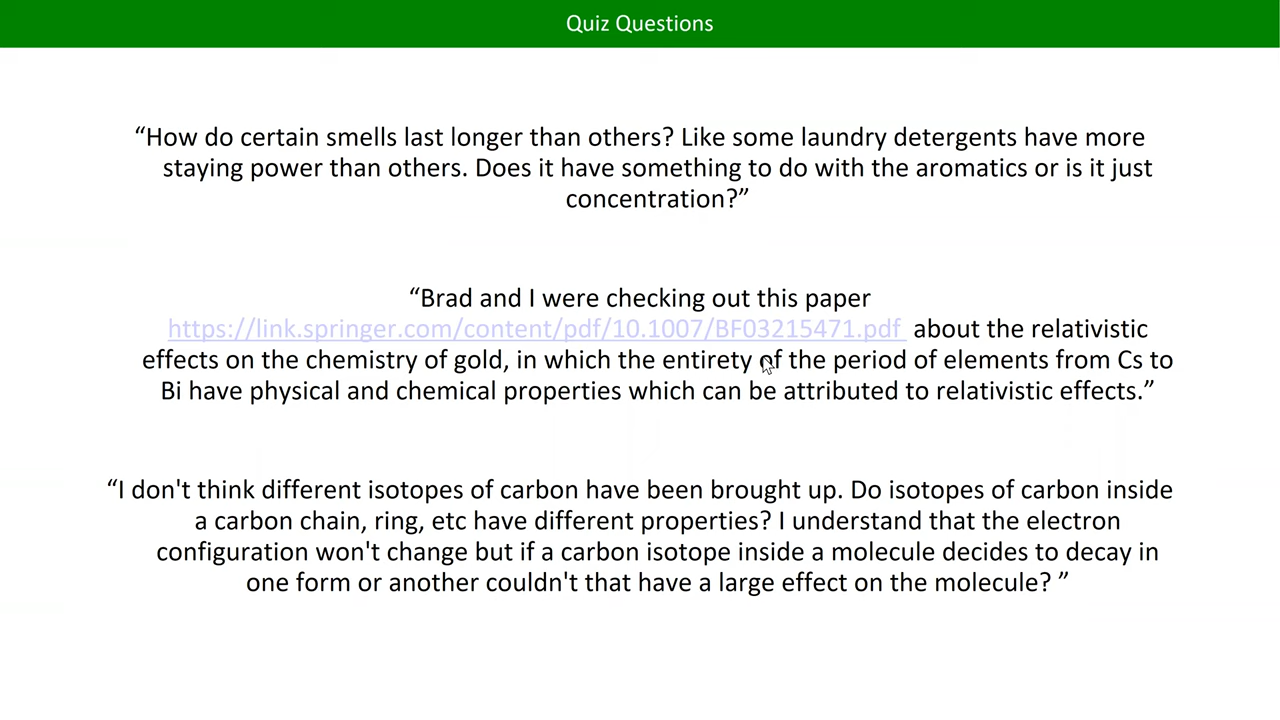 Quiz Questions
“How do certain smells last longer than others? Like some laundry detergents have more
staying power than others. Does it have something to do with the aromatics or is it just
concentration?”
“Brad and I were checking out this paper
https://link.springer.com/content/pdf/10.1007/BF03215471.pdf about the relativistic
effects on the chemistry of gold, in which the entirety of the period of elements from Cs to
Bi have physical and chemical properties which can be attributed to relativistic effects.”
“I don't think different isotopes of carbon have been brought up. Do isotopes of carbon inside
a carbon chain, ring, etc have different properties? I understand that the electron
configuration won't change but if a carbon isotope inside a molecule decides to decay in
one form or another couldn't that have a large effect on the molecule? ”